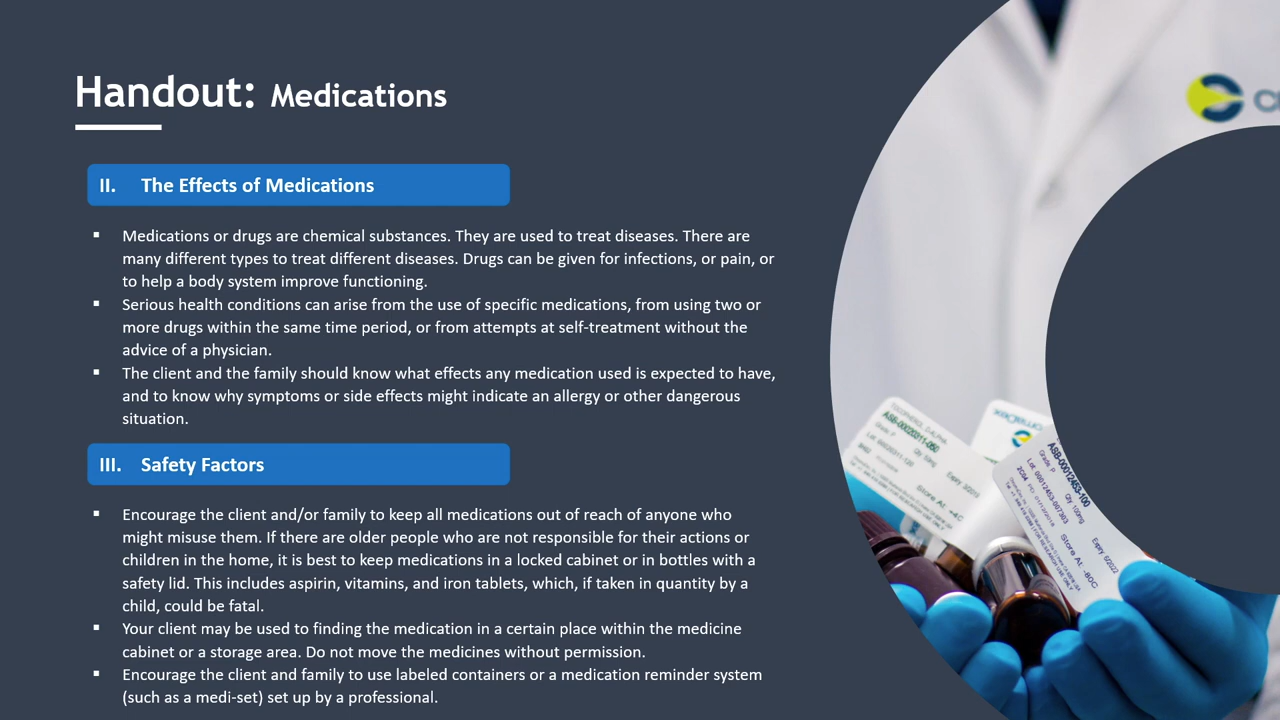 Handout: Medications
II. The Effects of Medications
▪ Medications or drugs are chemical substances. They are used to treat diseases. There are
many different types to treat different diseases. Drugs can be given for infections, or pain, or
to help a body system improve functioning.
▪ Serious health conditions can arise from the use of specific medications, from using two or
more drugs within the same time period, or from attempts at self-treatment without the
advice of a physician.
▪ The client and the family should know what effects any medication used is expected to have,
and to know why symptoms or side effects might indicate an allergy or other dangerous
situation.
III. Safety Factors
▪ Encourage the client and/or family to keep all medications out of reach of anyone who
might misuse them. If there are older people who are not responsible for their actions or
children in the home, it is best to keep medications in a locked cabinet or in bottles with a
safety lid. This includes aspirin, vitamins, and iron tablets, which, if taken in quantity by a
child, could be fatal.
▪ Your client may be used to finding the medication in a certain place within the medicine
cabinet or a storage area. Do not move the medicines without permission.
▪ Encourage the client and family to use labeled containers or a medication reminder system
(such as a medi-set) set up by a professional.
Grade: P
Store At
Store At -80C